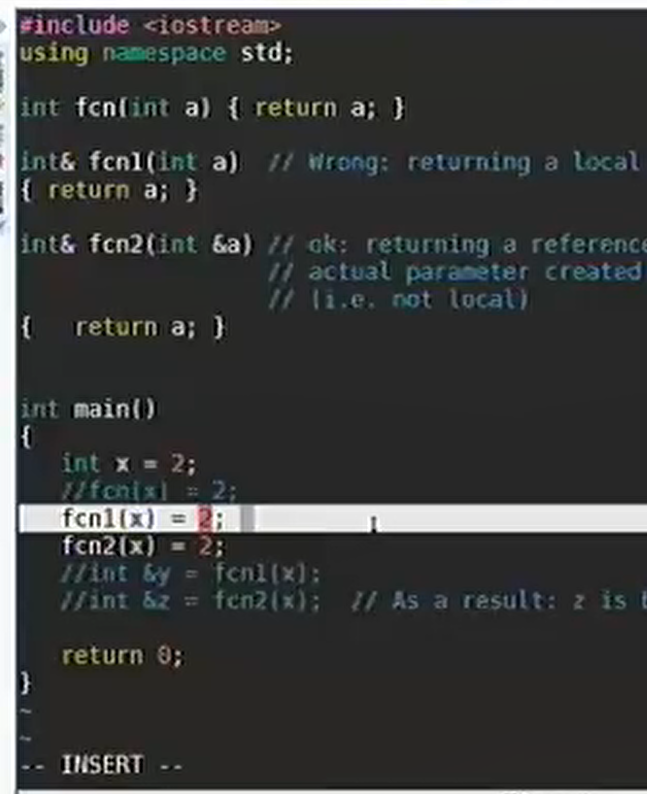 #include <iostream>
using namespace std;
int fcn(int a) { return a; }
int& fcn1(int a)  // Wrong: returning a local
{ return a; }
int& fcn2(int &a) // ok: returning a reference
// actual parameter created
// (i.e. not local)
{   return a; }
int main()
{
int x = 2;
//fcn(x) = 2;
fcn1(x) = 2;
fcn2(x) = 2;
//int &y = fcn1(x);
//int &z = fcn2(x);  // As a result: z is
return 0;
}
~
~
-- INSERT --